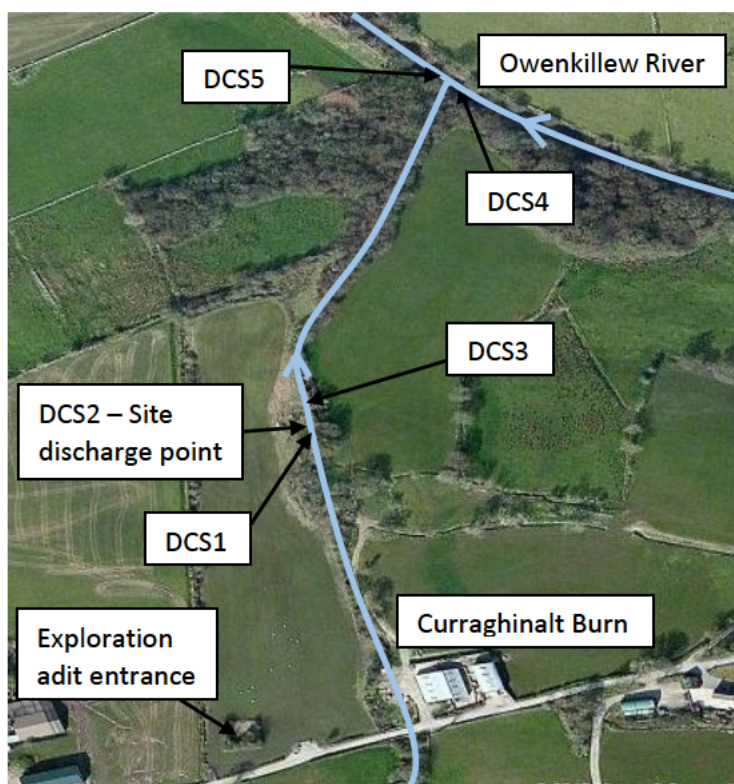 Owenkillew River
DCS5
DCS4
DCS3
DCS2 – Site
discharge point
DCS1
Curraghinalt Burn
Exploration
adit entrance